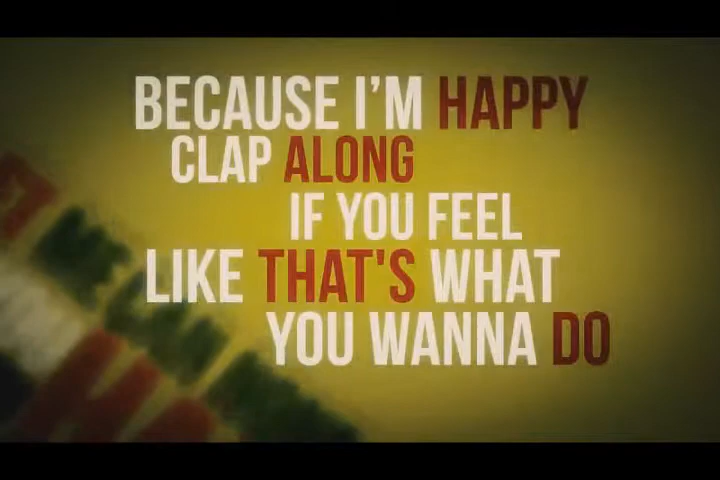 BECAUSE I'M HAPPY
CLAP ALONG
IF YOU FEEL
LIKE THAT'S WHAT
YOU WANNA DO